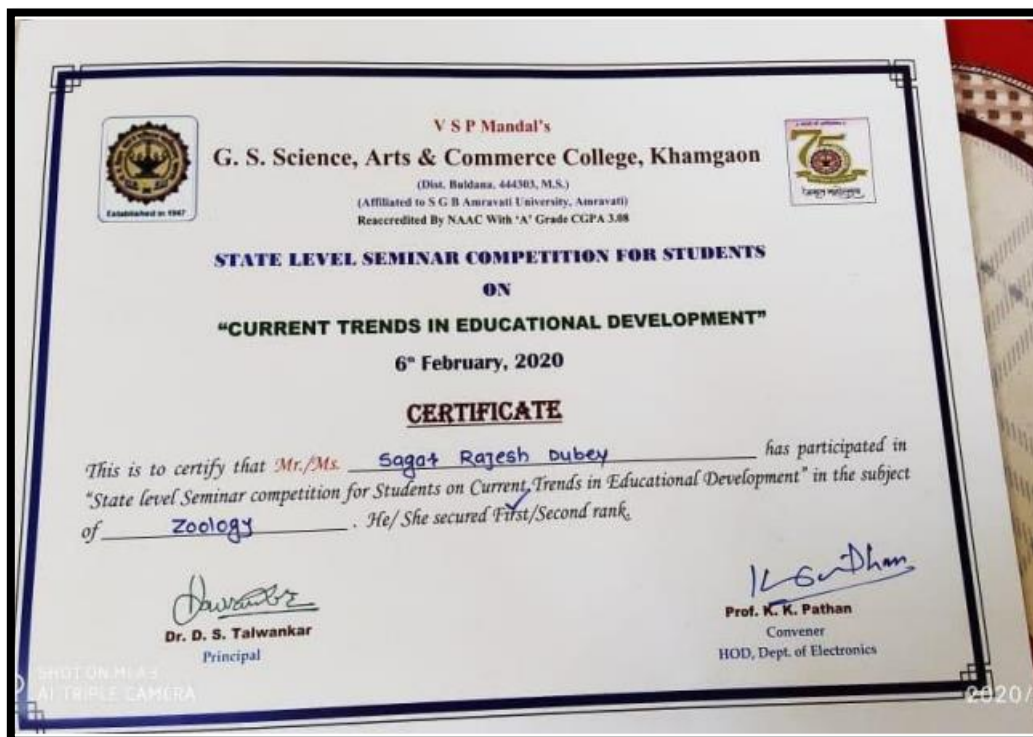 V S P Mandal's
G. S. Science, Arts & Commerce College, Khamgaon
(Dist. Buldana, 444303, M.S.)
(Affiliated to S G B Amravati University, Amravati)
Reaccredited By NAAC With 'A' Grade CGPA 3.08
Established in 1947
75
STATE LEVEL SEMINAR COMPETITION FOR STUDENTS
ON
“CURRENT TRENDS IN EDUCATIONAL DEVELOPMENT”
6th February, 2020
CERTIFICATE
This is to certify that Mr./Ms. Sagar Rajesh Dubey has participated in
“State level Seminar competition for Students on Current Trends in Educational Development” in the subject
of Zoology . He/ She secured First/Second rank.
Dr. D. S. Talwankar
Principal
Prof. K. K. Pathan
Convener
HOD, Dept. of Electronics
SHOT ON MI A3
AI TRIPLE CAMERA
2020/